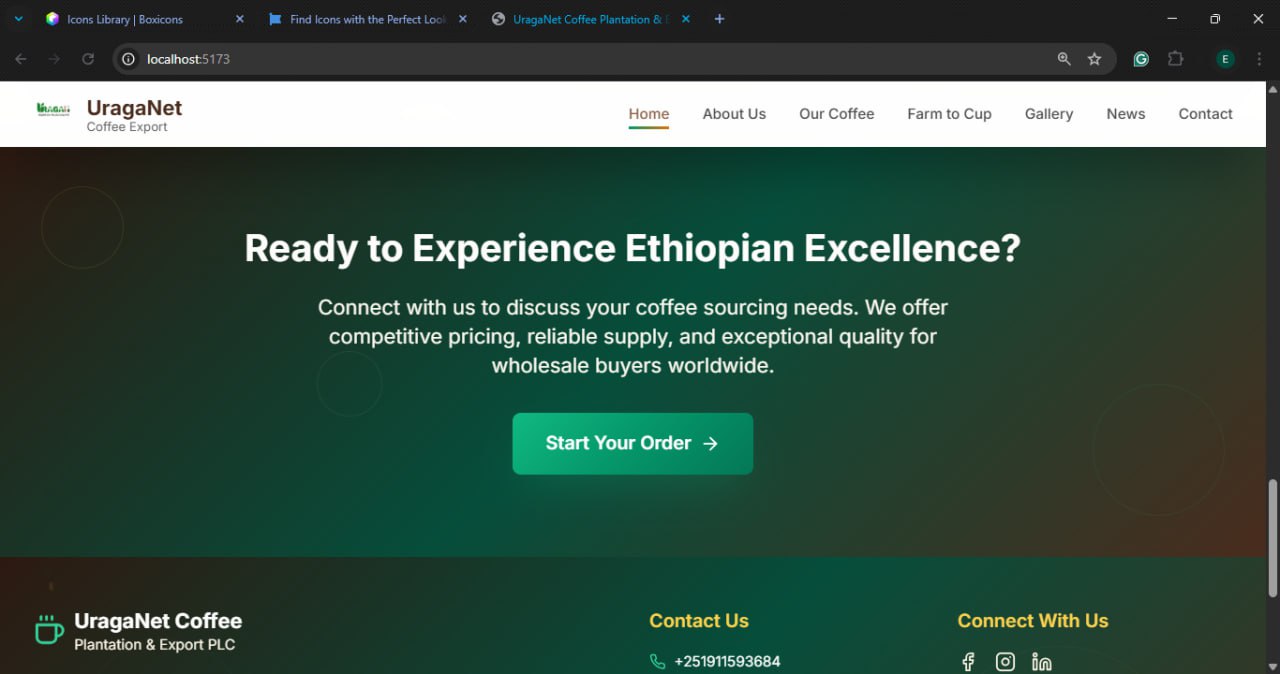 Icons Library | Boxicons
Find Icons with the Perfect Look
UragaNet Coffee Plantation &
localhost:5173
E
URAGANET
UragaNet
Coffee Export
Home
About Us
Our Coffee
Farm to Cup
Gallery
News
Contact
Ready to Experience Ethiopian Excellence?
Connect with us to discuss your coffee sourcing needs. We offer
competitive pricing, reliable supply, and exceptional quality for
wholesale buyers worldwide.
Start Your Order
UragaNet Coffee
Plantation & Export PLC
Contact Us
+251911593684
Connect With Us